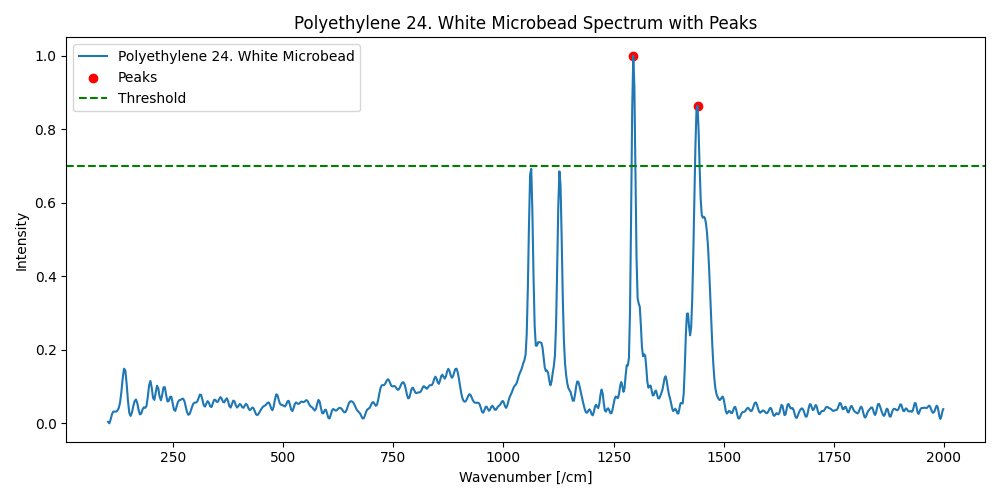 Polyethylene 24. White Microbead Spectrum with Peaks
Polyethylene 24. White Microbead
Peaks
Threshold
1.0
0.8
0.6
0.4
0.2
0.0
Intensity
250 500 750 1000 1250 1500 1750 2000
Wavenumber [/cm]